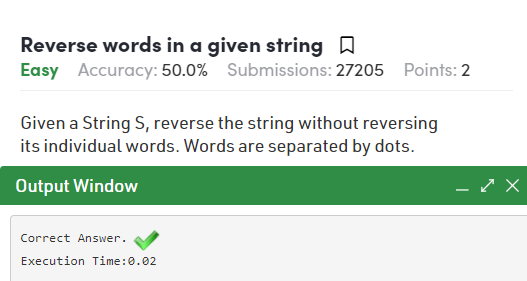 Reverse words in a given string
Easy Accuracy: 50.0% Submissions: 27205 Points: 2
Given a String S, reverse the string without reversing
its individual words. Words are separated by dots.
Output Window
Correct Answer.
Execution Time:0.02